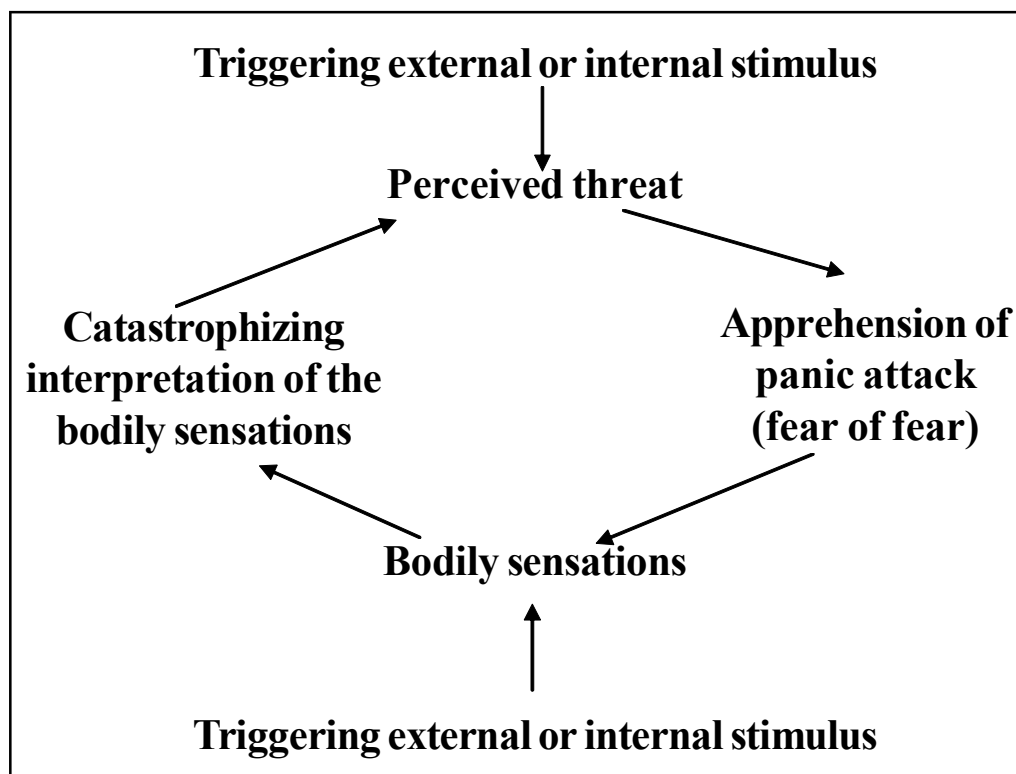 Triggering external or internal stimulus
Perceived threat
Catastrophizing
interpretation of the
bodily sensations
Apprehension of
panic attack
(fear of fear)
Bodily sensations
Triggering external or internal stimulus